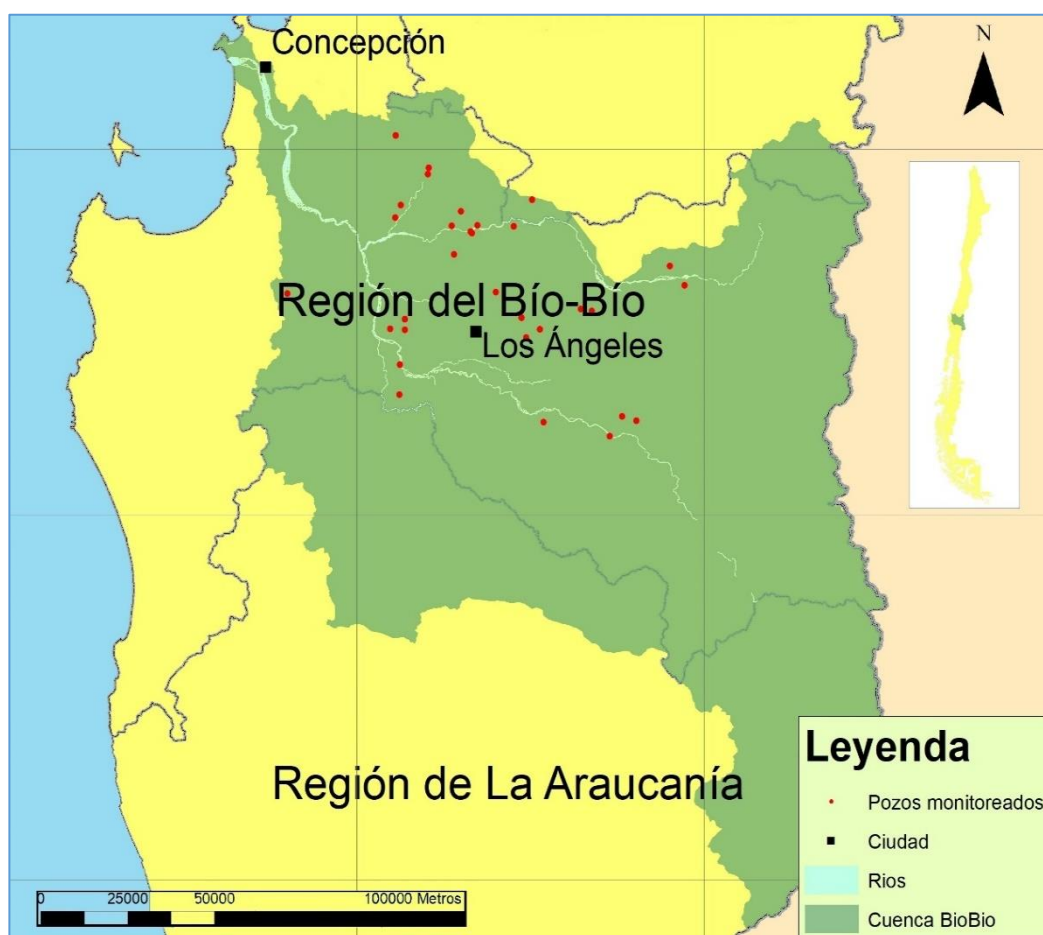 Concepción
N
Región del Bío-Bío
Los Ángeles
Región de La Araucanía
Leyenda
Pozos monitoreados
Ciudad
Rios
Cuenca BioBio
0 25000 50000 100000 Metros